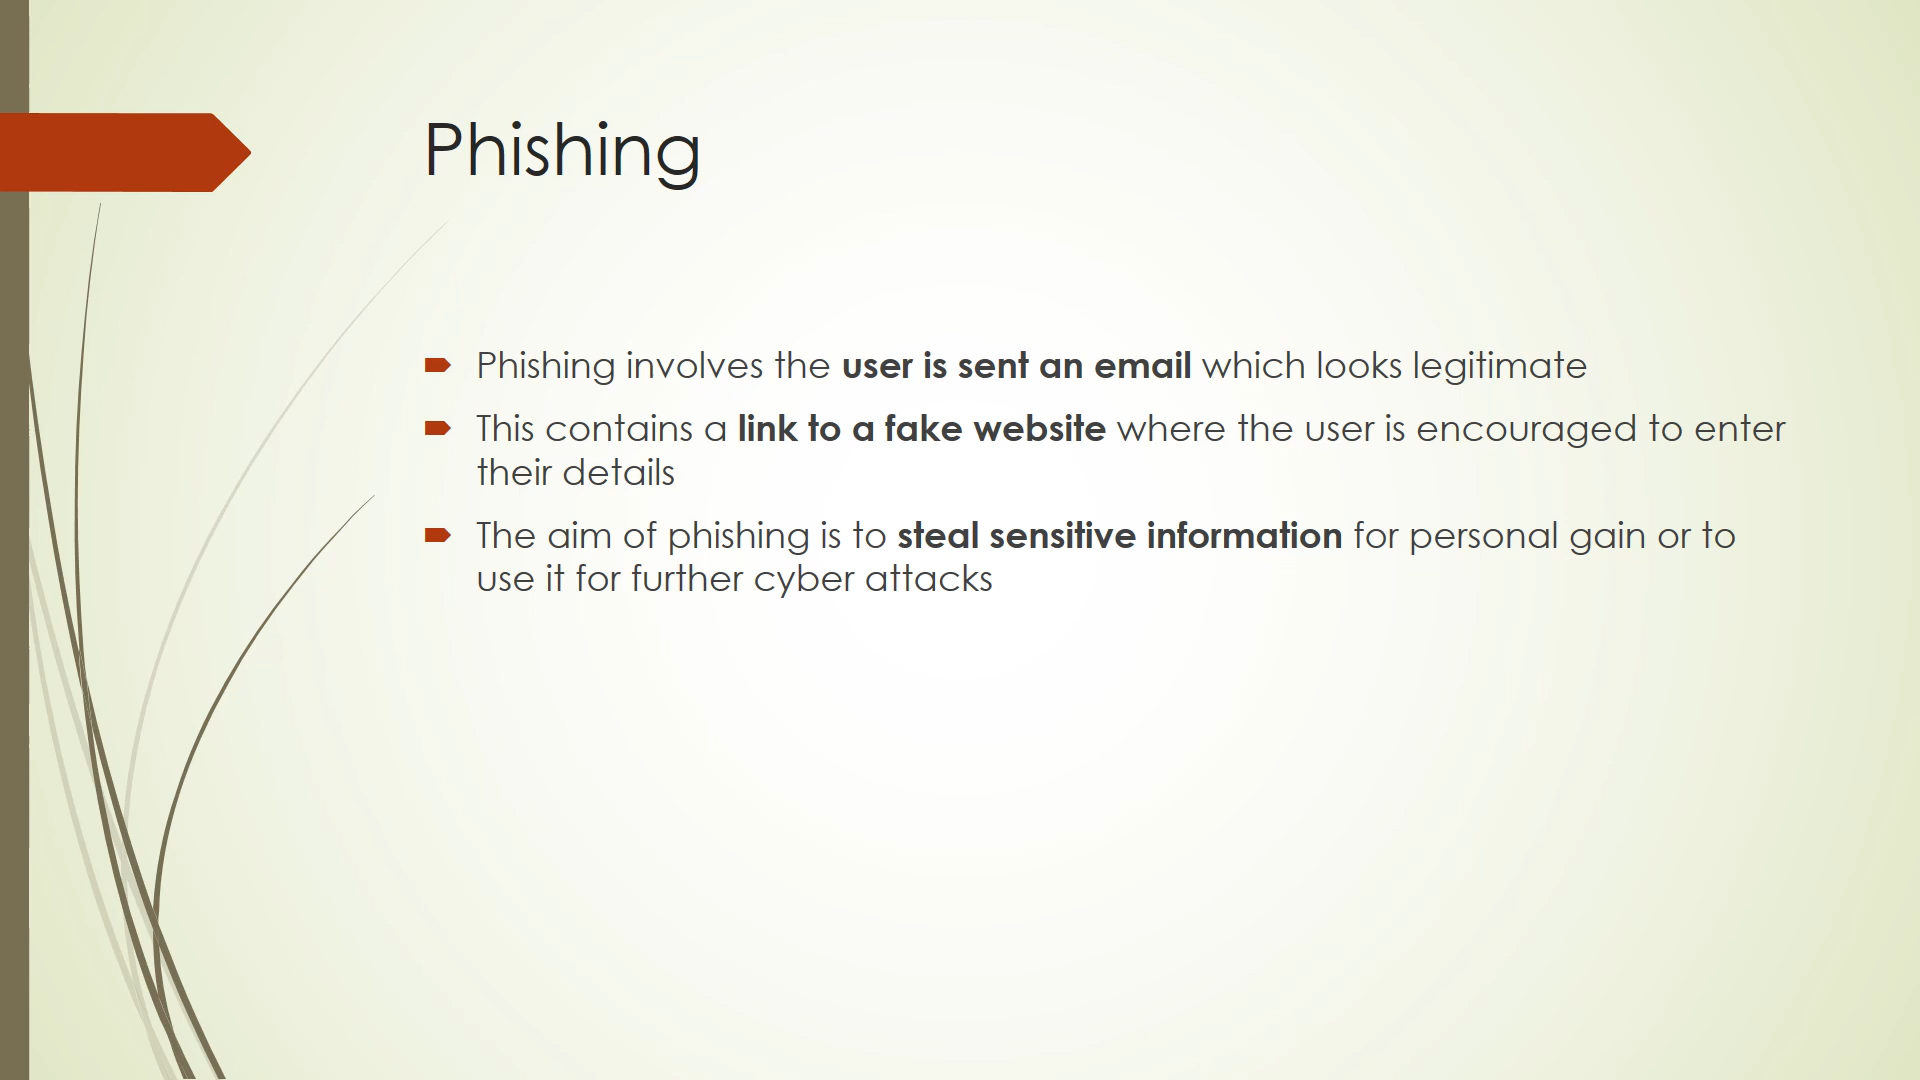 Phishing
Phishing involves the user is sent an email which looks legitimate
This contains a link to a fake website where the user is encouraged to enter
their details
The aim of phishing is to steal sensitive information for personal gain or to
use it for further cyber attacks